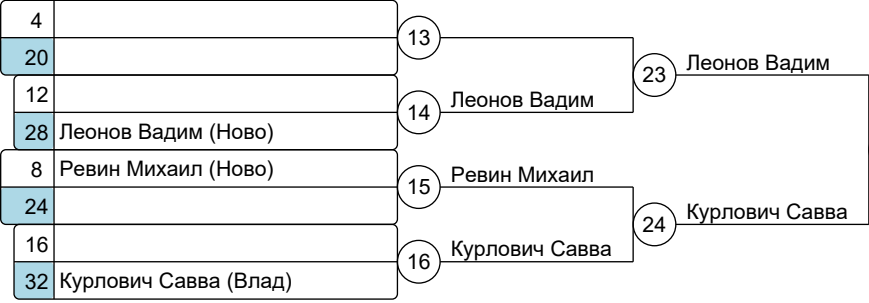 4
20
13
12
28 Леонов Вадим (Ново)
14
Леонов Вадим
23
Леонов Вадим
8 Ревин Михаил (Ново)
24
15
Ревин Михаил
16
32 Курлович Савва (Влад)
16
Курлович Савва
24
Курлович Савва